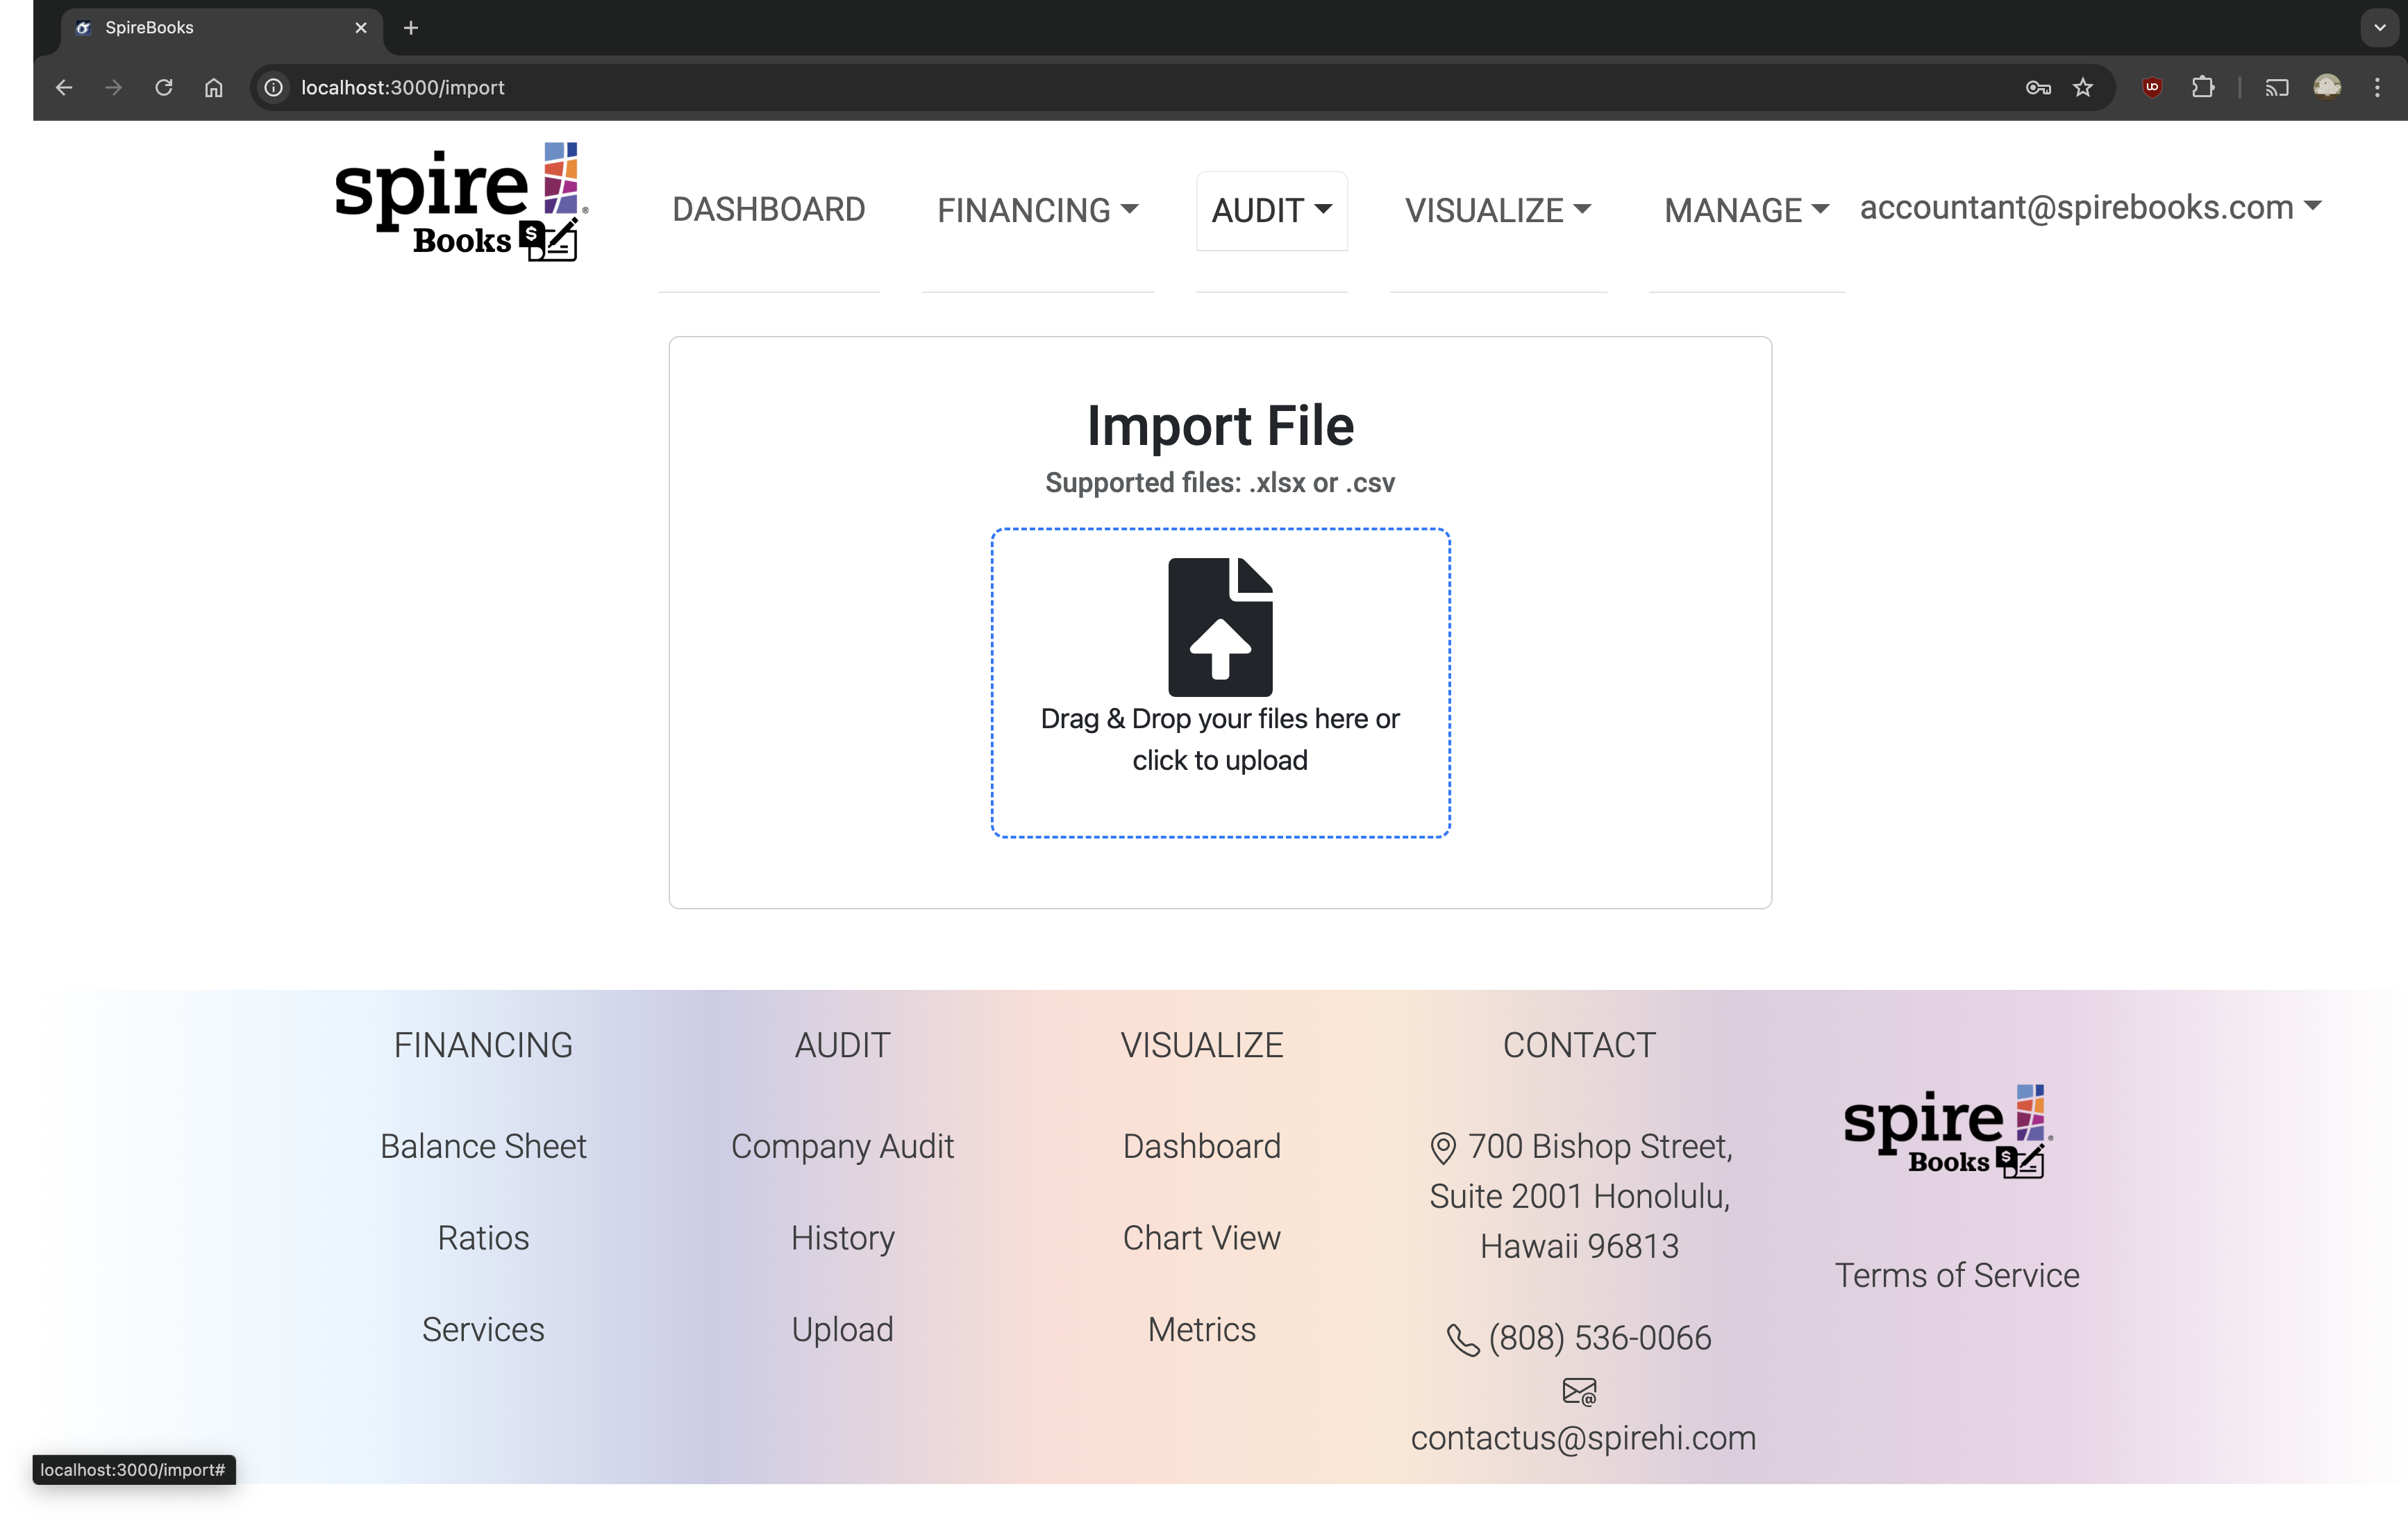 SpireBooks
localhost:3000/import
spire
Books
DASHBOARD
FINANCING
AUDIT
VISUALIZE
MANAGE
accountant@spirebooks.com
Import File
Supported files: .xlsx or .csv
Drag & Drop your files here or
click to upload
FINANCING
Balance Sheet
Ratios
Services
AUDIT
Company Audit
History
Upload
VISUALIZE
Dashboard
Chart View
Metrics
CONTACT
700 Bishop Street,
Suite 2001 Honolulu,
Hawaii 96813
(808) 536-0066
contactus@spirehi.com
spire
Books
Terms of Service
localhost:3000/import#